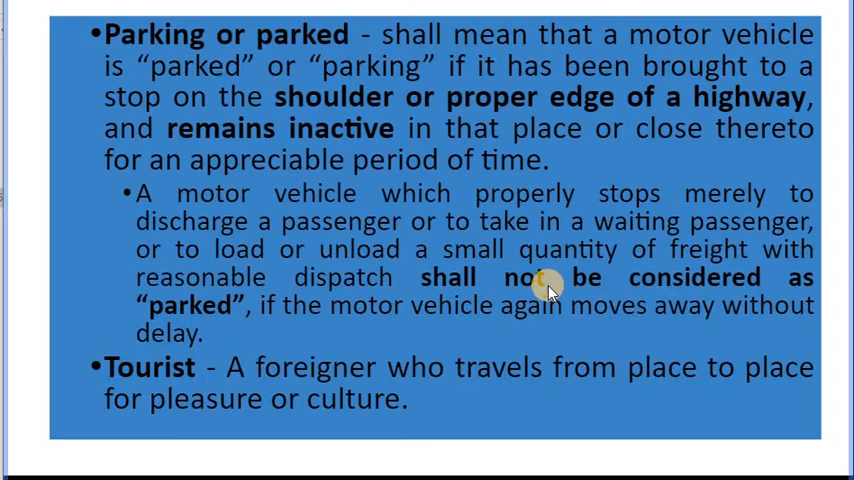 •Parking or parked - shall mean that a motor vehicle
is “parked” or “parking” if it has been brought to a
stop on the shoulder or proper edge of a highway,
and remains inactive in that place or close thereto
for an appreciable period of time.
•A motor vehicle which properly stops merely to
discharge a passenger or to take in a waiting passenger,
or to load or unload a small quantity of freight with
reasonable dispatch shall not be considered as
“parked”, if the motor vehicle again moves away without
delay.
•Tourist - A foreigner who travels from place to place
for pleasure or culture.